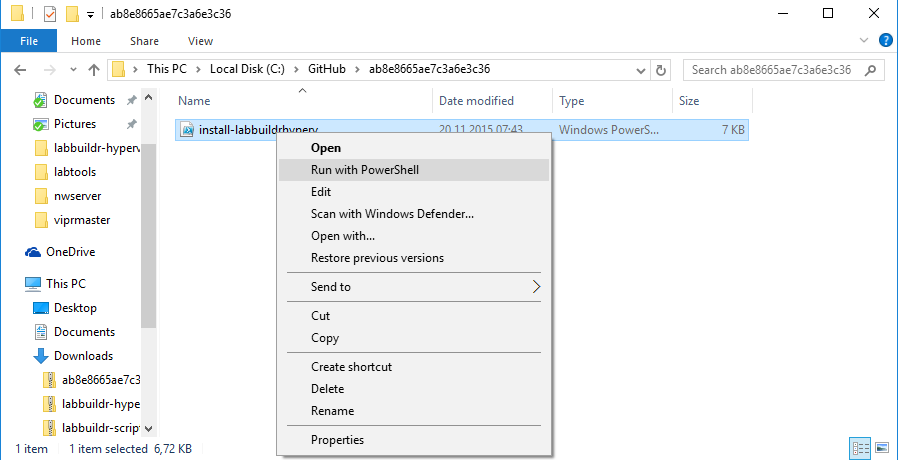 ab8e8665ae7c3a6e3c36
File Home Share View
This PC Local Disk (C:) GitHub ab8e8665ae7c3a6e3c36
Search ab8e8665ae7c3a6e3c36
Name Date modified Type Size
install-labbuildrhyperv 20.11.2015 07:43 Windows PowerS... 7 KB
Documents
Pictures
labbuildr-hyperv
labtools
nwserver
viprmaster
OneDrive
This PC
Desktop
Documents
Downloads
ab8e8665ae7c3
labbuildr-hype
labbuildr-script
Open
Run with PowerShell
Edit
Scan with Windows Defender...
Open with...
Restore previous versions
Send to
Cut
Copy
Create shortcut
Delete
Rename
Properties
1 item 1 item selected 6,72 KB